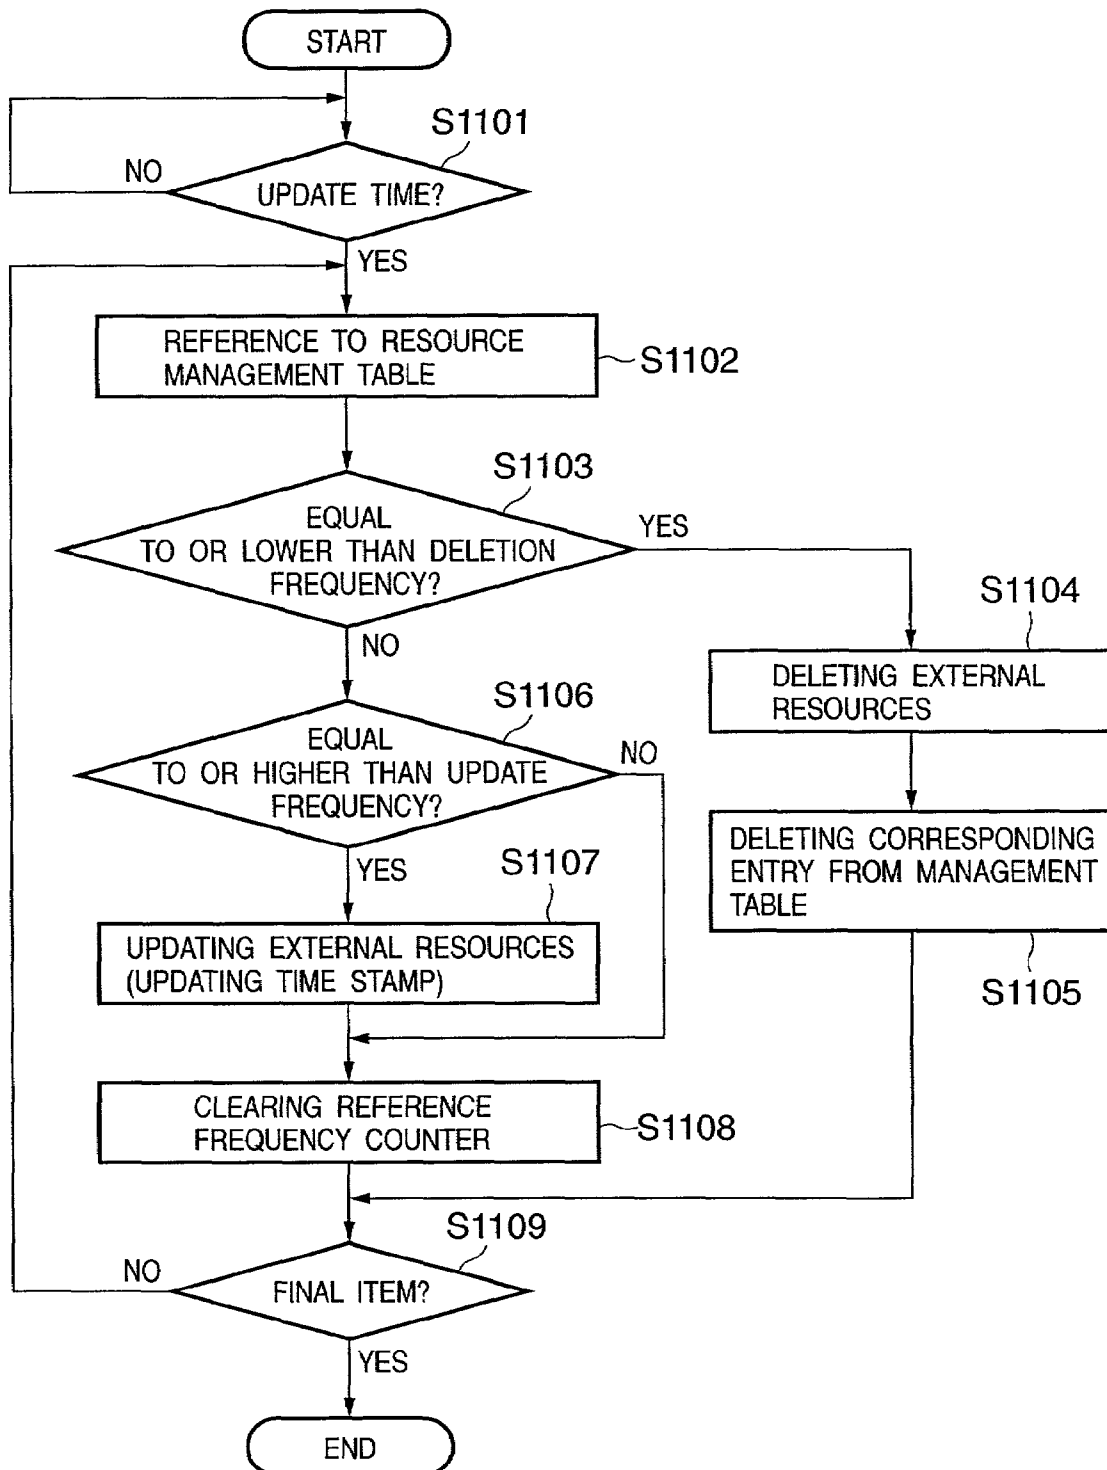 START
S1101
NO
UPDATE TIME?
YES
REFERENCE TO RESOURCE
MANAGEMENT TABLE
S1102
S1103
EQUAL
TO OR LOWER THAN DELETION
FREQUENCY?
YES
NO
S1104
DELETING EXTERNAL
RESOURCES
S1106
EQUAL
TO OR HIGHER THAN UPDATE
FREQUENCY?
NO
YES
DELETING CORRESPONDING
ENTRY FROM MANAGEMENT
TABLE
S1105
S1107
UPDATING EXTERNAL RESOURCES
(UPDATING TIME STAMP)
CLEARING REFERENCE
FREQUENCY COUNTER
S1108
S1109
NO
FINAL ITEM?
YES
END